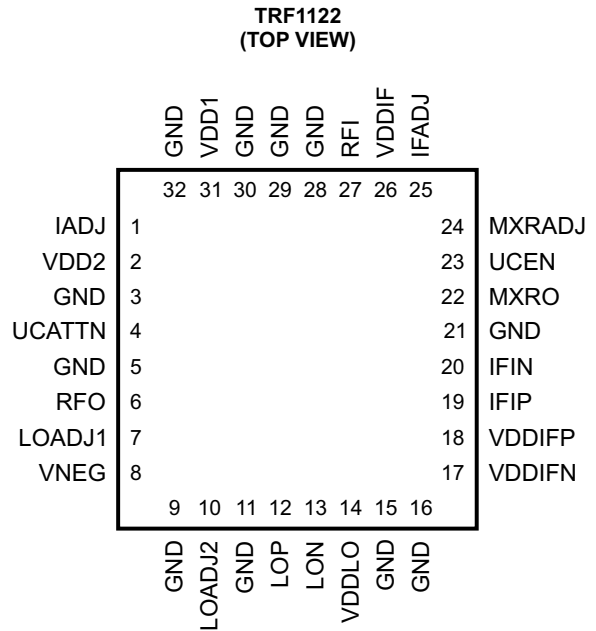 TRF1122
(TOP VIEW)
GND VDD1 GND GND GND RFI VDDIF IFADJ
32 31 30 29 28 27 26 25
IADJ 1 24 MXRADJ
VDD2 2 23 UCEN
GND 3 22 MXRO
UCATTN 4 21 GND
GND 5 20 IFIN
RFO 6 19 IFIP
LOADJ1 7 18 VDDIFP
VNEG 8 17 VDDIFN
9 10 11 12 13 14 15 16
GND LOADJ2 GND LOP LON VDDLO GND GND